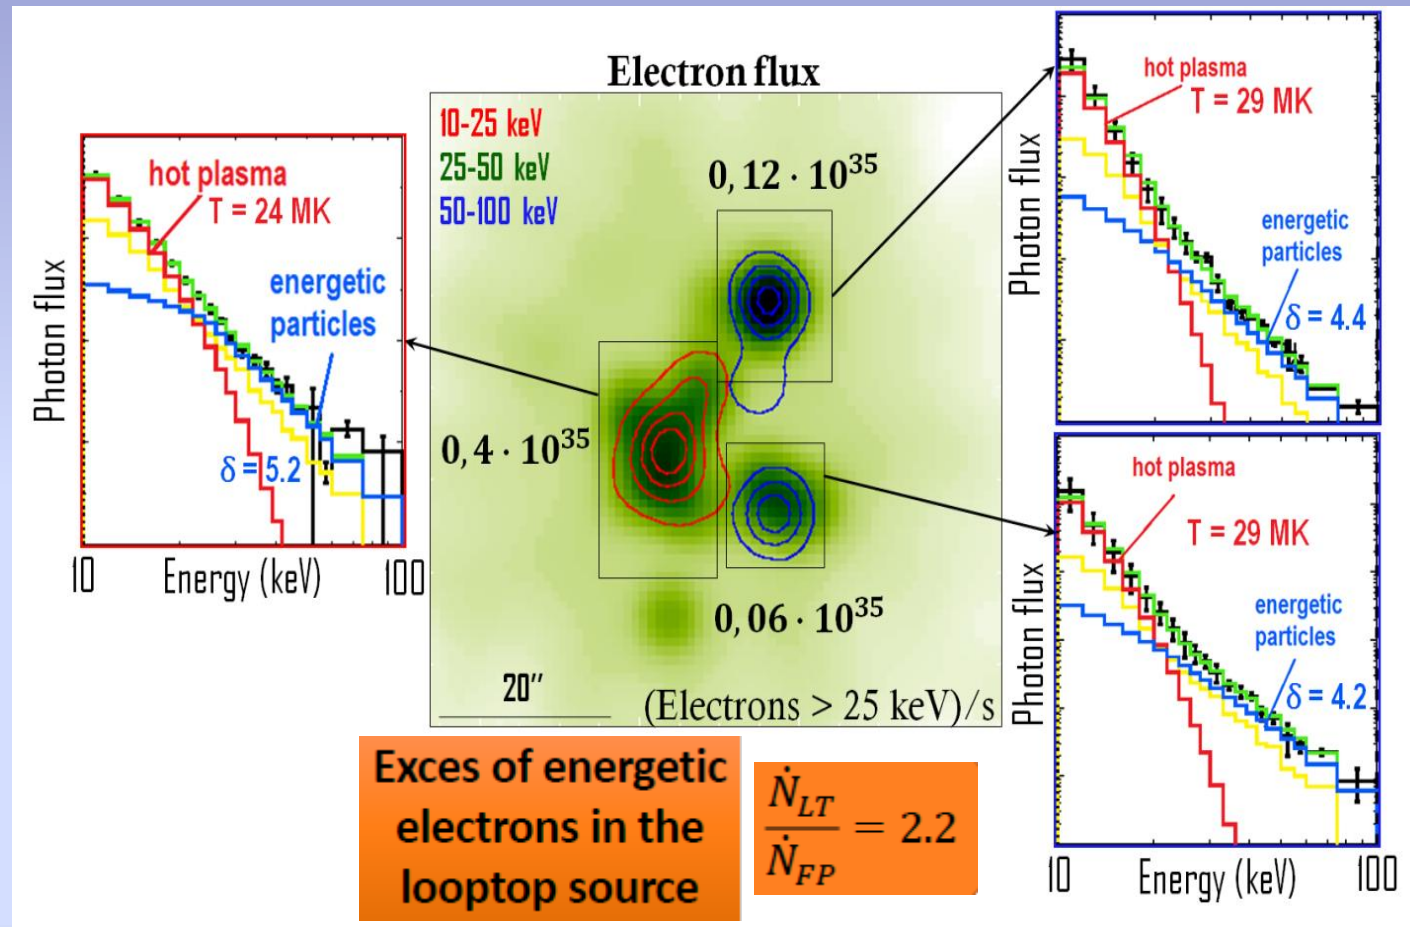 Electron flux
10-25 keV
25-50 keV
50-100 keV
0,12 · 10³⁵
0,4 · 10³⁵
0,06 · 10³⁵
20″
(Electrons > 25 keV)/s
Photon flux
hot plasma
T = 24 MK
energetic
particles
δ = 5.2
10
Energy (keV)
100
Photon flux
hot plasma
T = 29 MK
energetic
particles
δ = 4.4
Photon flux
hot plasma
T = 29 MK
energetic
particles
δ = 4.2
10
Energy (keV)
100
Exces of energetic
electrons in the
looptop source
Ṅ_LT / Ṅ_FP = 2.2